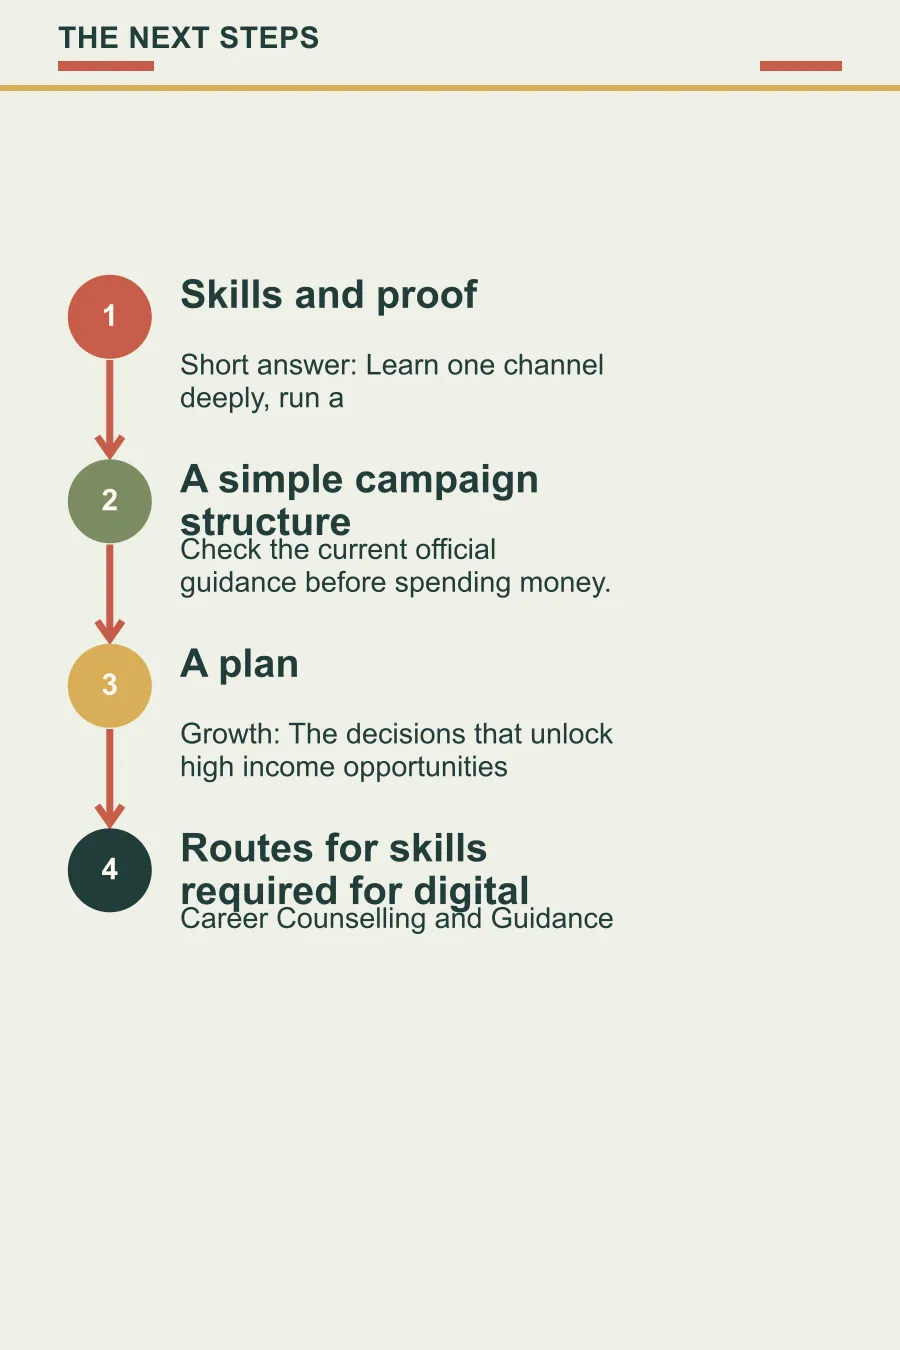 THE NEXT STEPS
1
Skills and proof
Short answer: Learn one channel
deeply, run a
2
A simple campaign
structure
Check the current official
guidance before spending money.
3
A plan
Growth: The decisions that unlock
high income opportunities
4
Routes for skills
required for digital
Career Counselling and Guidance